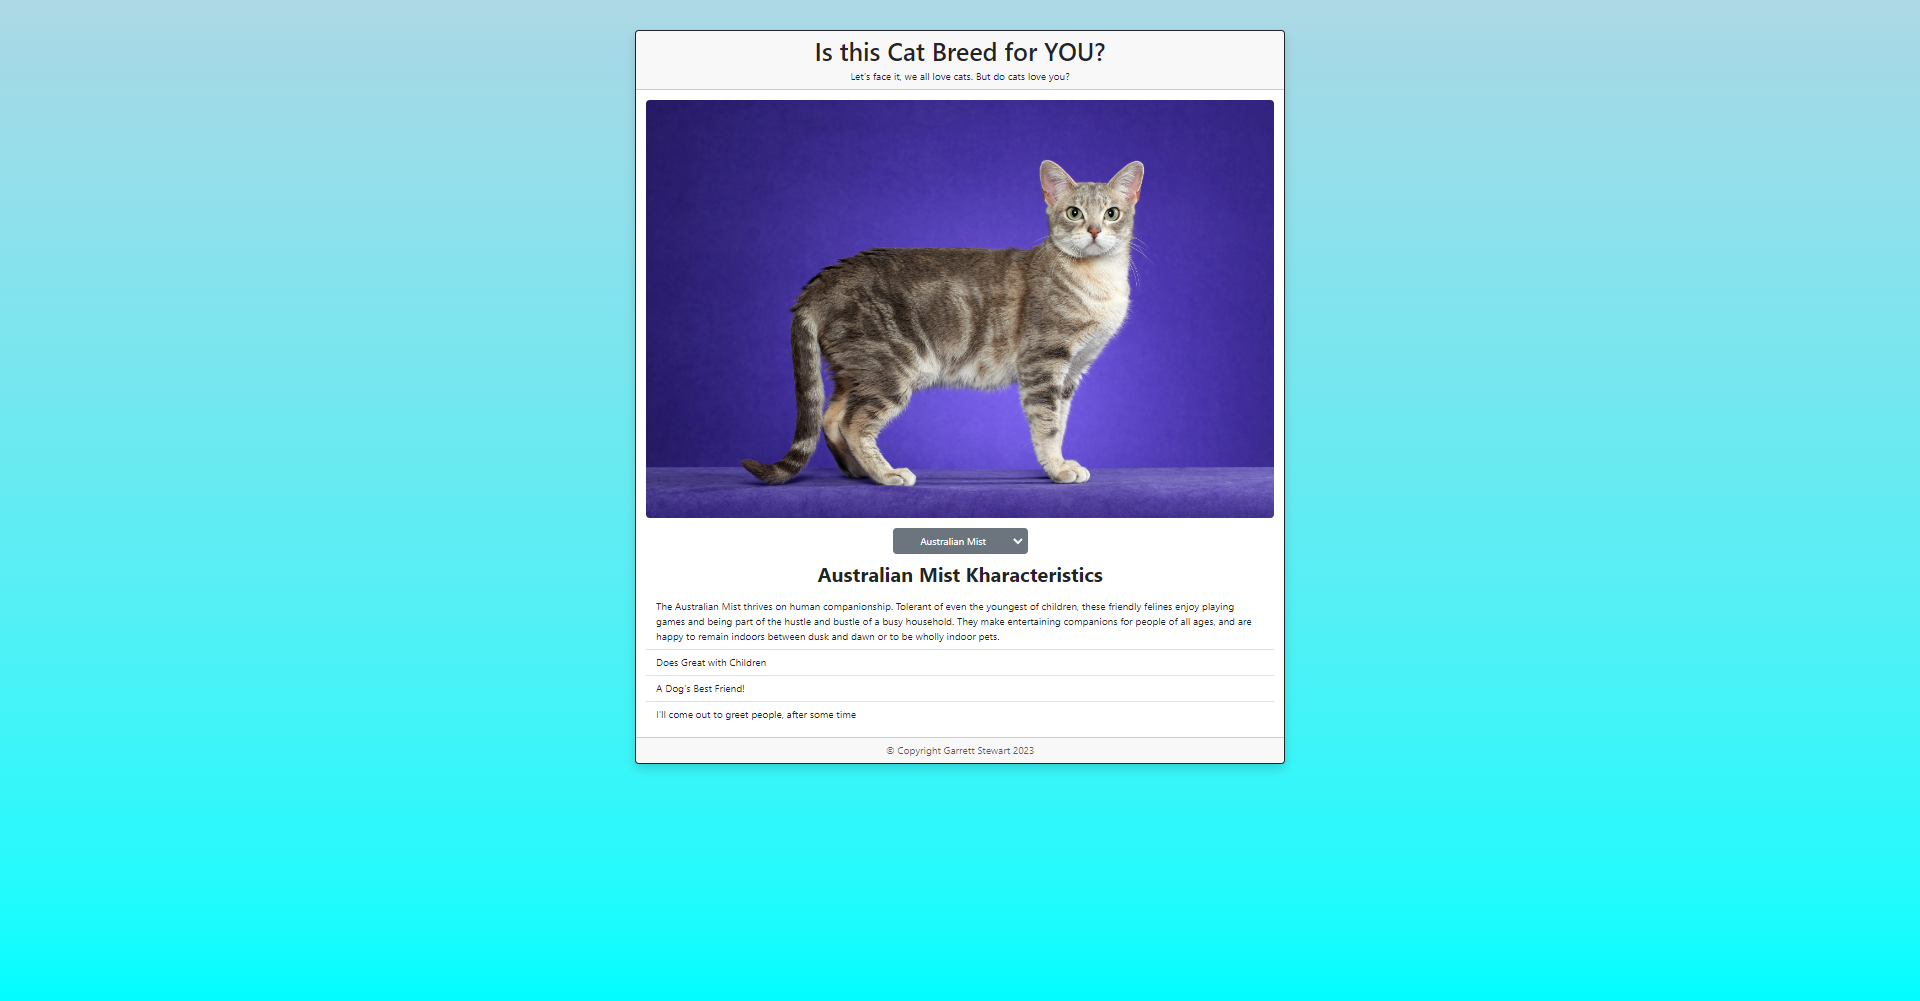 Is this Cat Breed for YOU?
Let's face it, we all love cats. But do cats love you?
Australian Mist
Australian Mist Kharacteristics
The Australian Mist thrives on human companionship. Tolerant of even the youngest of children, these friendly felines enjoy playing
games and being part of the hustle and bustle of a busy household. They make entertaining companions for people of all ages, and are
happy to remain indoors between dusk and dawn or to be wholly indoor pets.
Does Great with Children
A Dog's Best Friend!
I'll come out to greet people, after some time
© Copyright Garrett Stewart 2023